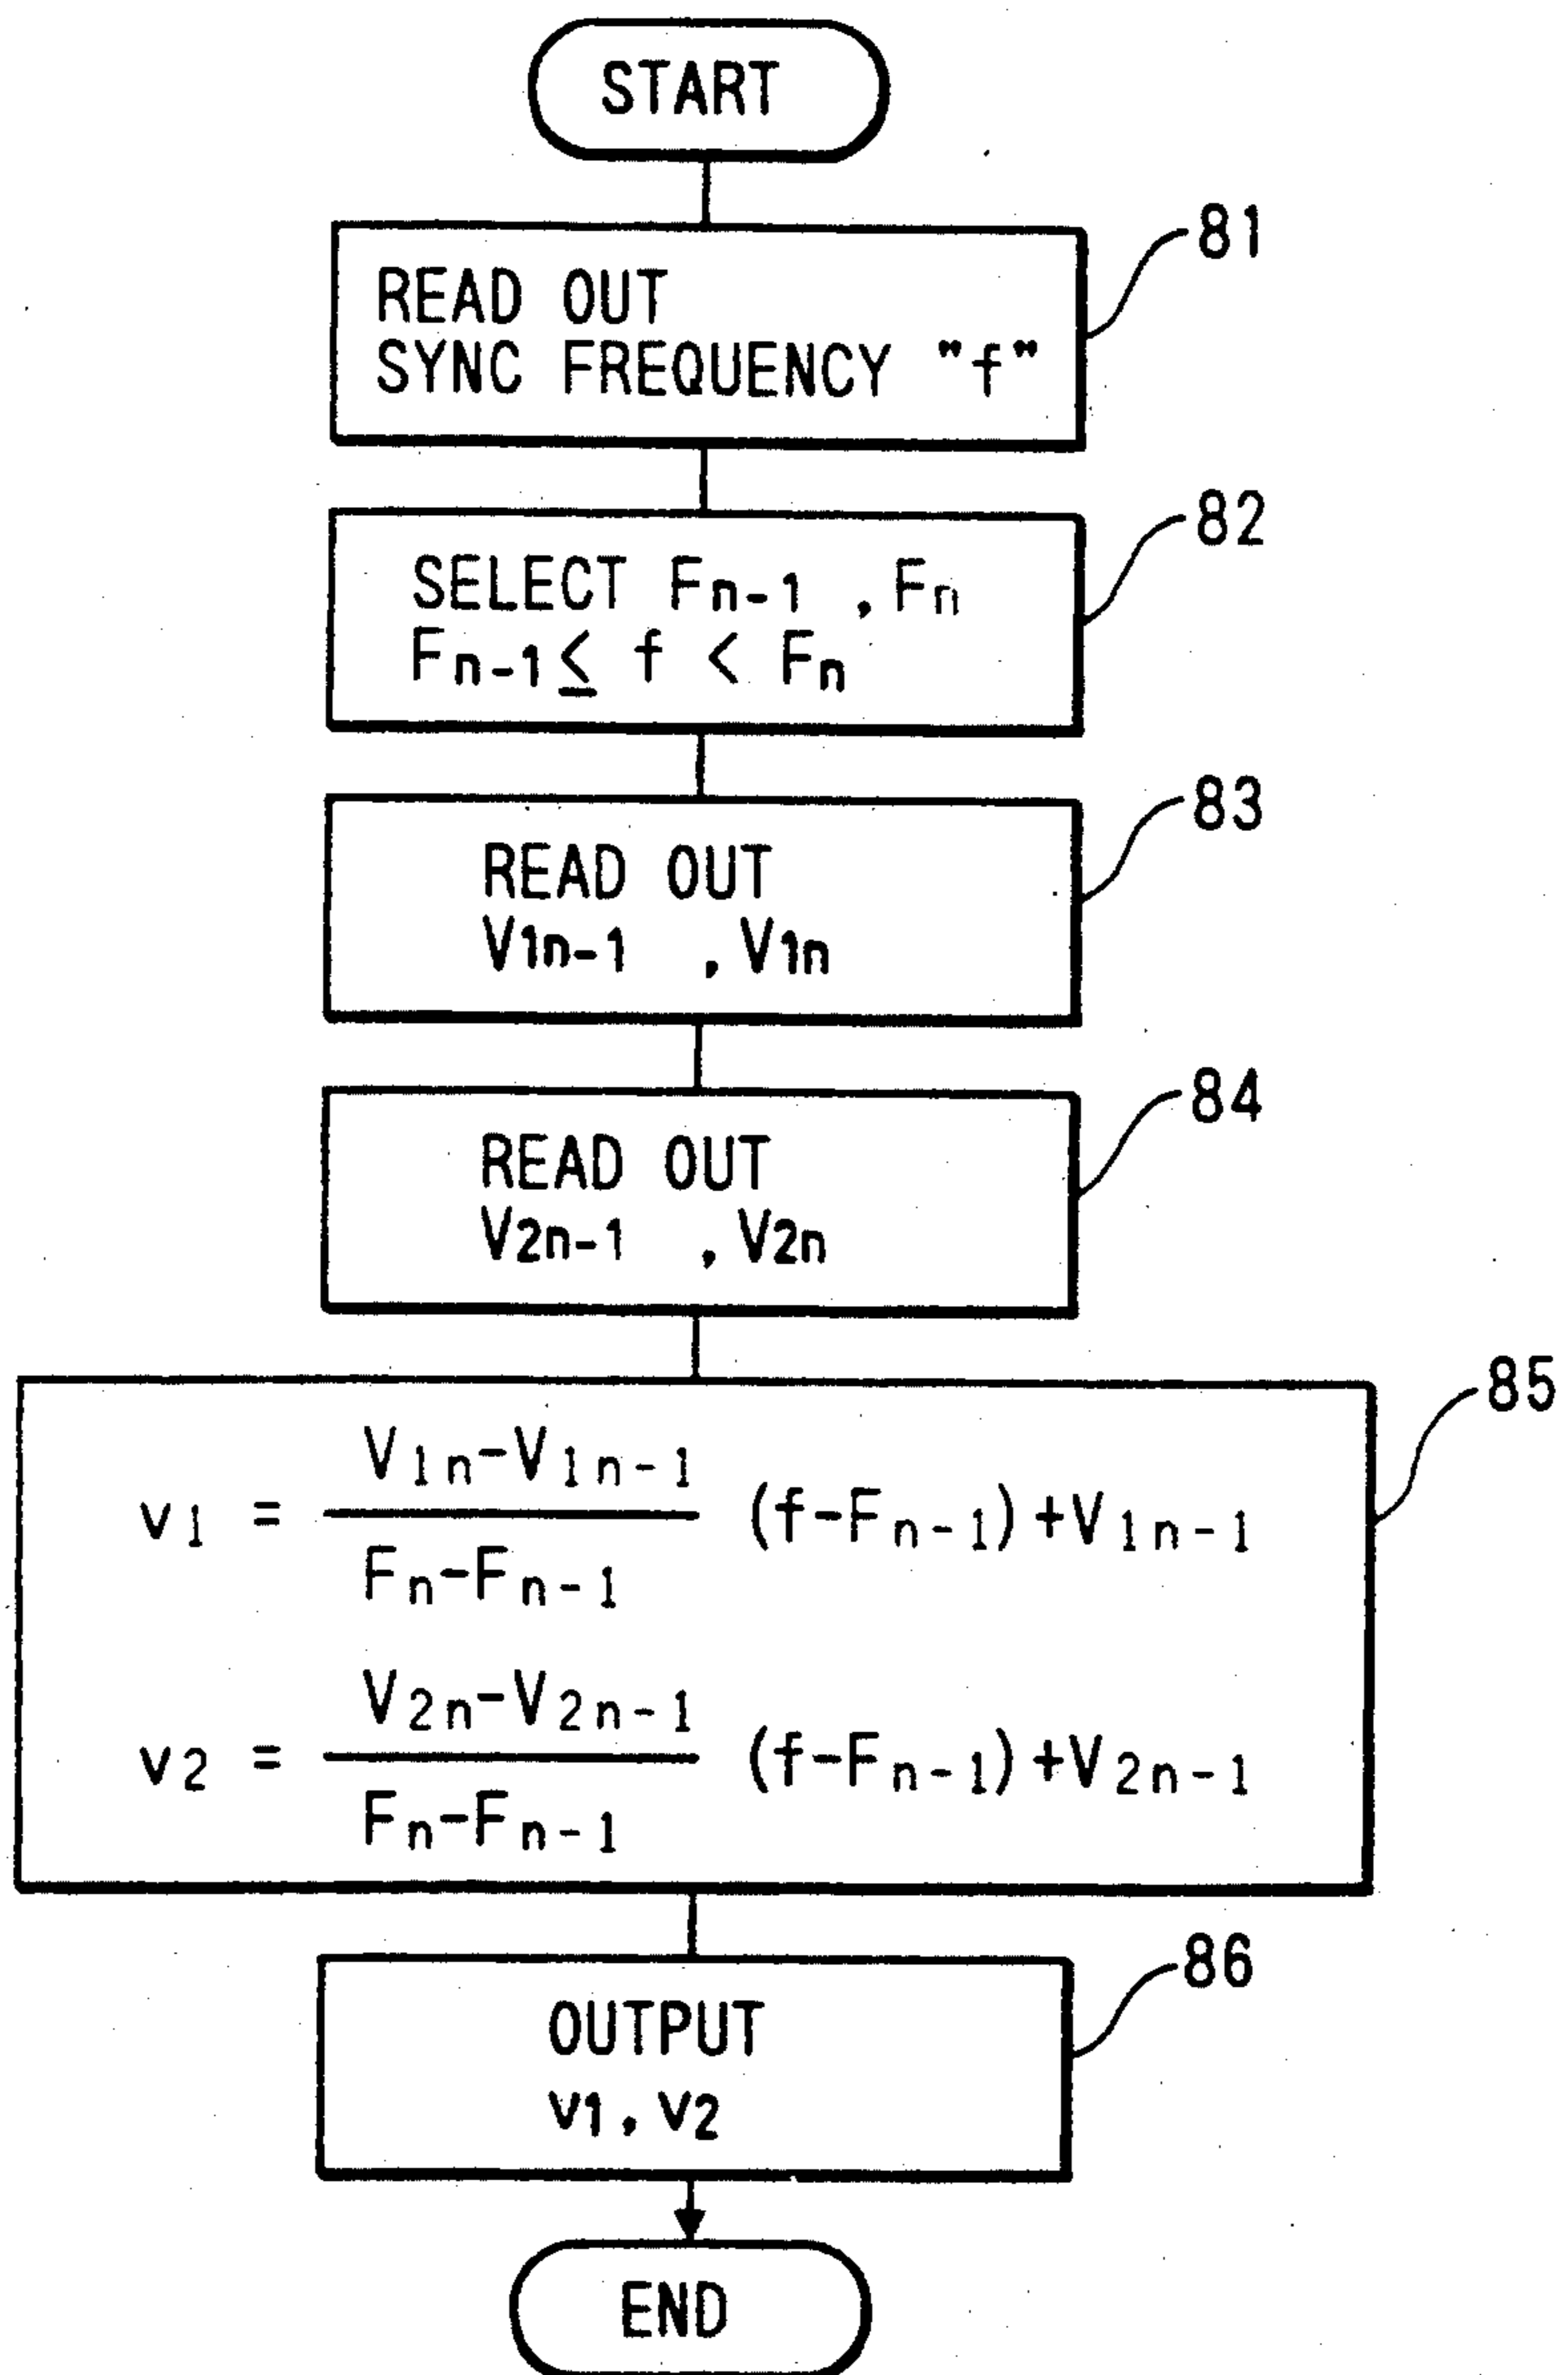 START
81
READ OUT
SYNC FREQUENCY "f"
82
SELECT Fn-1 , Fn
Fn-1 ≤ f < Fn
83
READ OUT
V1n-1 , V1n
84
READ OUT
V2n-1 , V2n
85
V1n-V1n-1
v1 = (f-Fn-1)+V1n-1
Fn-Fn-1
V2n-V2n-1
v2 = (f-Fn-1)+V2n-1
Fn-Fn-1
86
OUTPUT
v1, v2
END